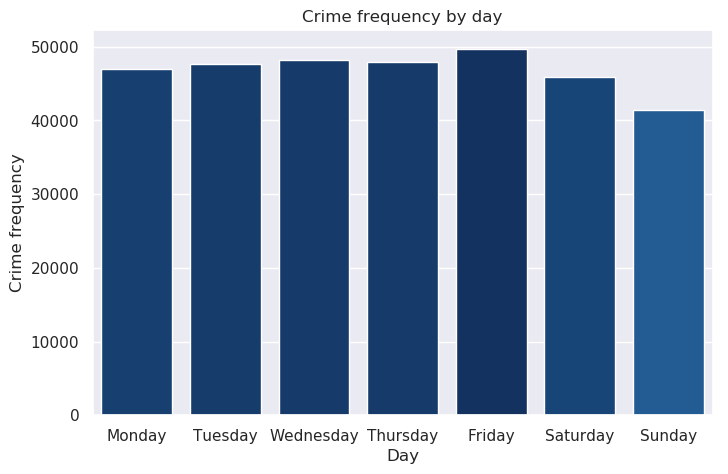 Crime frequency by day
Crime frequency
50000
40000
30000
20000
10000
0
Monday Tuesday Wednesday Thursday Friday Saturday Sunday
Day